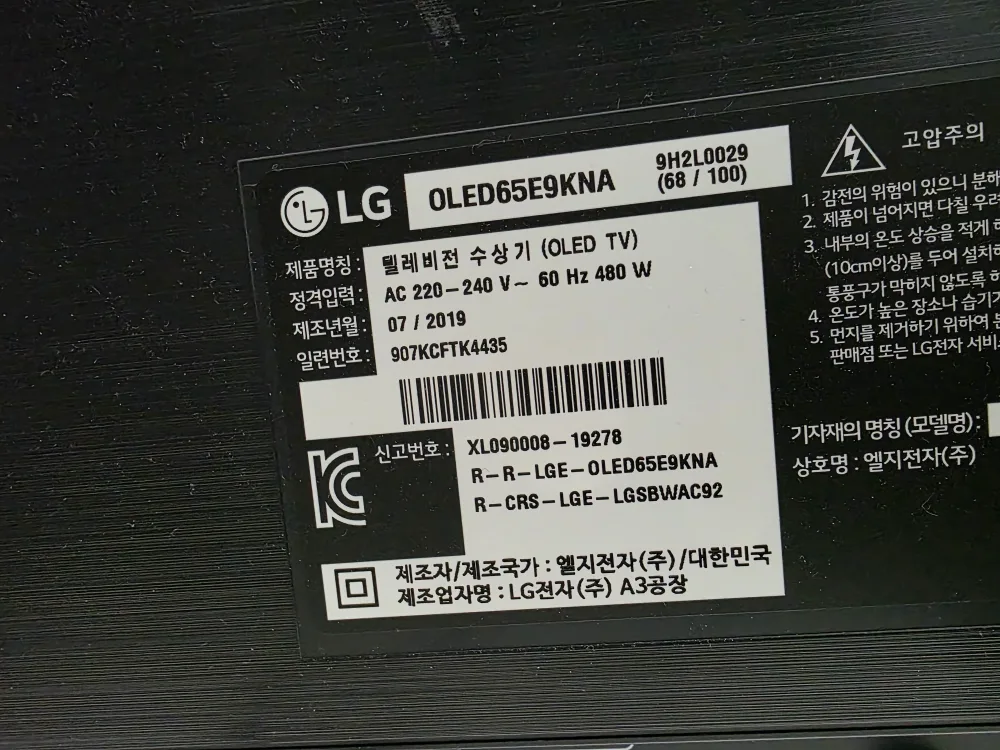 LG OLED65E9KNA 9H2L0029
(68 / 100)
제품명칭 : 텔레비전 수상기 (OLED TV)
정격입력 : AC 220-240 V~ 60 Hz 480 W
제조년월 : 07 / 2019
일련번호 : 907KCFTK4435
신고번호 : XL090008-19278
R-R-LGE-OLED65E9KNA
R-CRS-LGE-LGSBWAC92
제조자/제조국가 : 엘지전자(주)/대한민국
제조업자명 : LG전자(주) A3공장
고압주의
1. 감전의 위험이 있으니 분해
2. 제품이 넘어지면 다칠 우려
3. 내부의 온도 상승을 적게
(10cm이상)를 두어 설치
통풍구가 막히지 않도록
4. 온도가 높은 장소나 습기
5. 먼지를 제거하기 위하여
판매점 또는 LG전자 서비
기자재의 명칭(모델명) :
상호명 : 엘지전자(주)